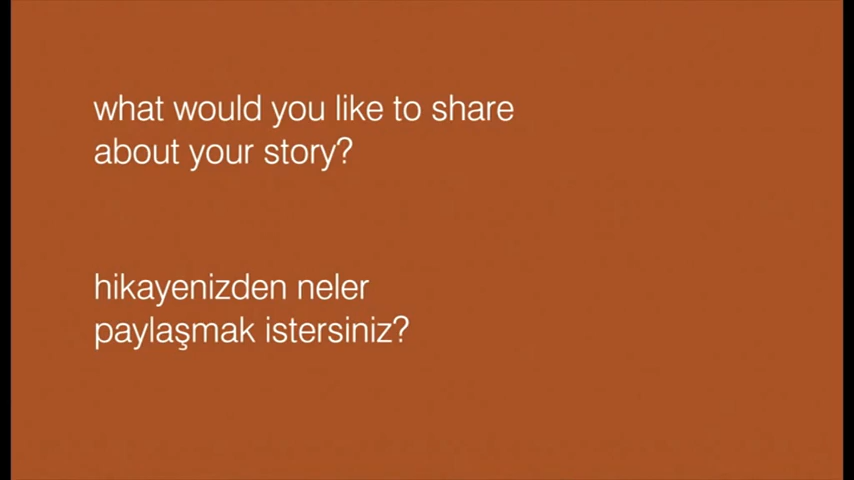 what would you like to share
about your story?
hikayenizden neler
paylaşmak istersiniz?